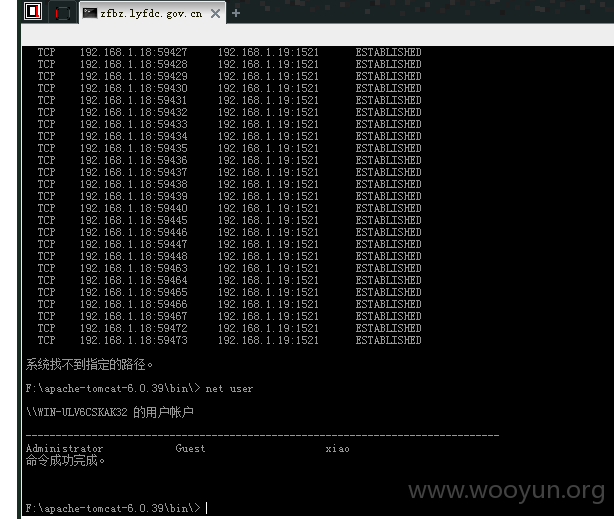 zfbz.lyfdc.gov.cn
TCP 192.168.1.18:59427 192.168.1.19:1521 ESTABLISHED
TCP 192.168.1.18:59428 192.168.1.19:1521 ESTABLISHED
TCP 192.168.1.18:59429 192.168.1.19:1521 ESTABLISHED
TCP 192.168.1.18:59430 192.168.1.19:1521 ESTABLISHED
TCP 192.168.1.18:59431 192.168.1.19:1521 ESTABLISHED
TCP 192.168.1.18:59432 192.168.1.19:1521 ESTABLISHED
TCP 192.168.1.18:59433 192.168.1.19:1521 ESTABLISHED
TCP 192.168.1.18:59434 192.168.1.19:1521 ESTABLISHED
TCP 192.168.1.18:59435 192.168.1.19:1521 ESTABLISHED
TCP 192.168.1.18:59436 192.168.1.19:1521 ESTABLISHED
TCP 192.168.1.18:59437 192.168.1.19:1521 ESTABLISHED
TCP 192.168.1.18:59438 192.168.1.19:1521 ESTABLISHED
TCP 192.168.1.18:59439 192.168.1.19:1521 ESTABLISHED
TCP 192.168.1.18:59440 192.168.1.19:1521 ESTABLISHED
TCP 192.168.1.18:59445 192.168.1.19:1521 ESTABLISHED
TCP 192.168.1.18:59446 192.168.1.19:1521 ESTABLISHED
TCP 192.168.1.18:59447 192.168.1.19:1521 ESTABLISHED
TCP 192.168.1.18:59448 192.168.1.19:1521 ESTABLISHED
TCP 192.168.1.18:59463 192.168.1.19:1521 ESTABLISHED
TCP 192.168.1.18:59464 192.168.1.19:1521 ESTABLISHED
TCP 192.168.1.18:59465 192.168.1.19:1521 ESTABLISHED
TCP 192.168.1.18:59466 192.168.1.19:1521 ESTABLISHED
TCP 192.168.1.18:59467 192.168.1.19:1521 ESTABLISHED
TCP 192.168.1.18:59472 192.168.1.19:1521 ESTABLISHED
TCP 192.168.1.18:59473 192.168.1.19:1521 ESTABLISHED
系统找不到指定的路径。
F:\apache-tomcat-6.0.39\bin\> net user
\\WIN-ULV6CSKAK32 的用户帐户
-------------------------------------------------------------------------------
Administrator Guest xiao
命令成功完成。
F:\apache-tomcat-6.0.39\bin\>
www.wooyun.org